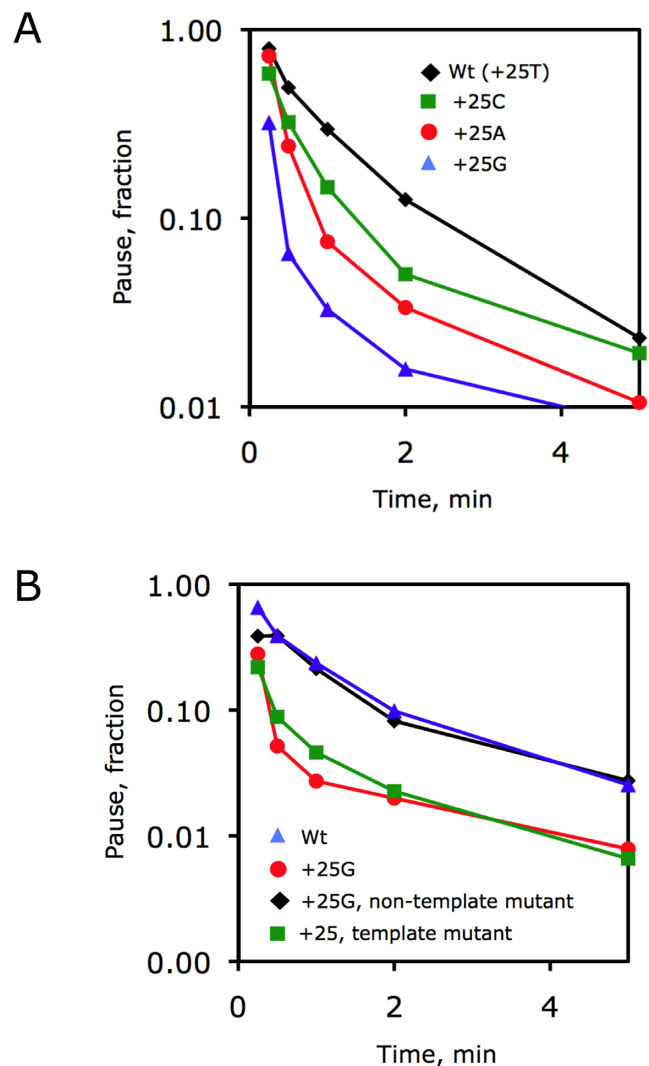 A
1.00
0.10
0.01
Pause, fraction
Wt (+25T)
+25C
+25A
+25G
0
2
4
Time, min
B
1.00
0.10
0.01
0.00
Pause, fraction
Wt
+25G
+25G, non-template mutant
+25, template mutant
0
2
4
Time, min